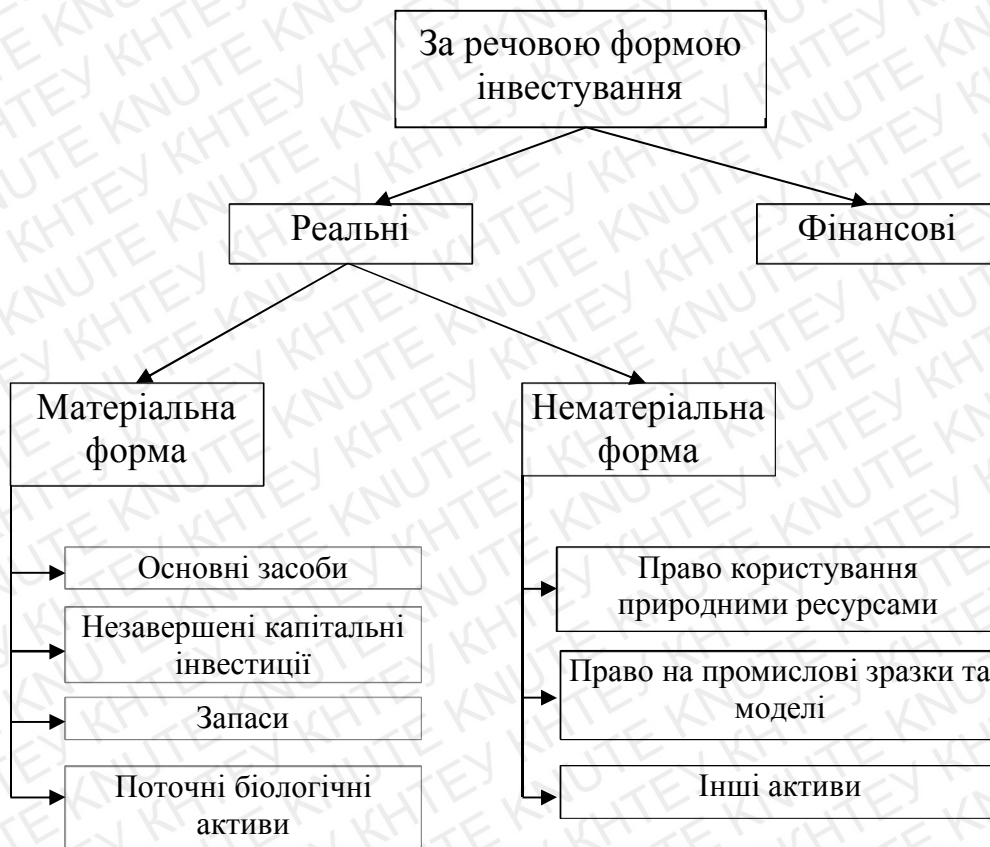 За речовою формою
інвестування
Реальні
Фінансові
Матеріальна
форма
Нематеріальна
форма
Основні засоби
Незавершені капітальні
інвестиції
Запаси
Поточні біологічні
активи
Право користування
природними ресурсами
Право на промислові зразки та
моделі
Інші активи